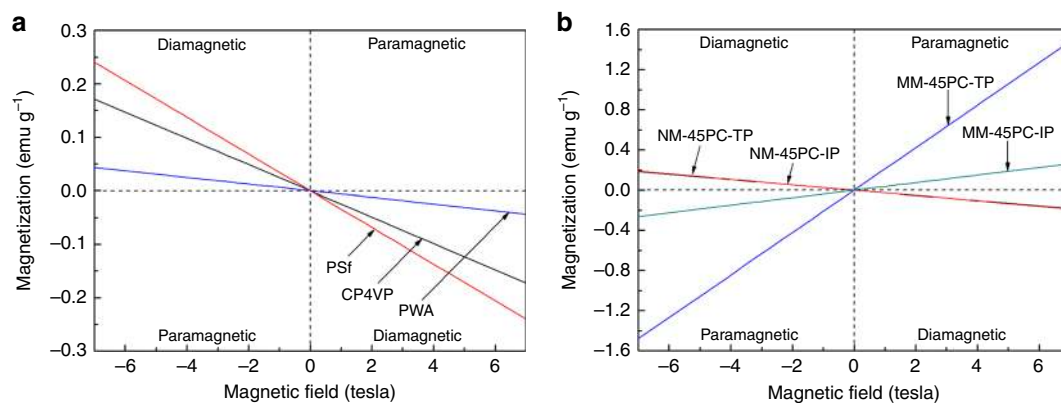 a
0.3
0.2
0.1
0.0
−0.1
−0.2
−0.3
Magnetization (emu g−1)
Diamagnetic
Paramagnetic
PSf
CP4VP
PWA
Paramagnetic
Diamagnetic
−6
−4
−2
0
2
4
6
Magnetic field (tesla)
b
1.6
1.2
0.8
0.4
0.0
−0.4
−0.8
−1.2
−1.6
Magnetization (emu g−1)
Diamagnetic
Paramagnetic
MM-45PC-TP
NM-45PC-TP
NM-45PC-IP
MM-45PC-IP
Paramagnetic
Diamagnetic
−6
−4
−2
0
2
4
6
Magnetic field (tesla)